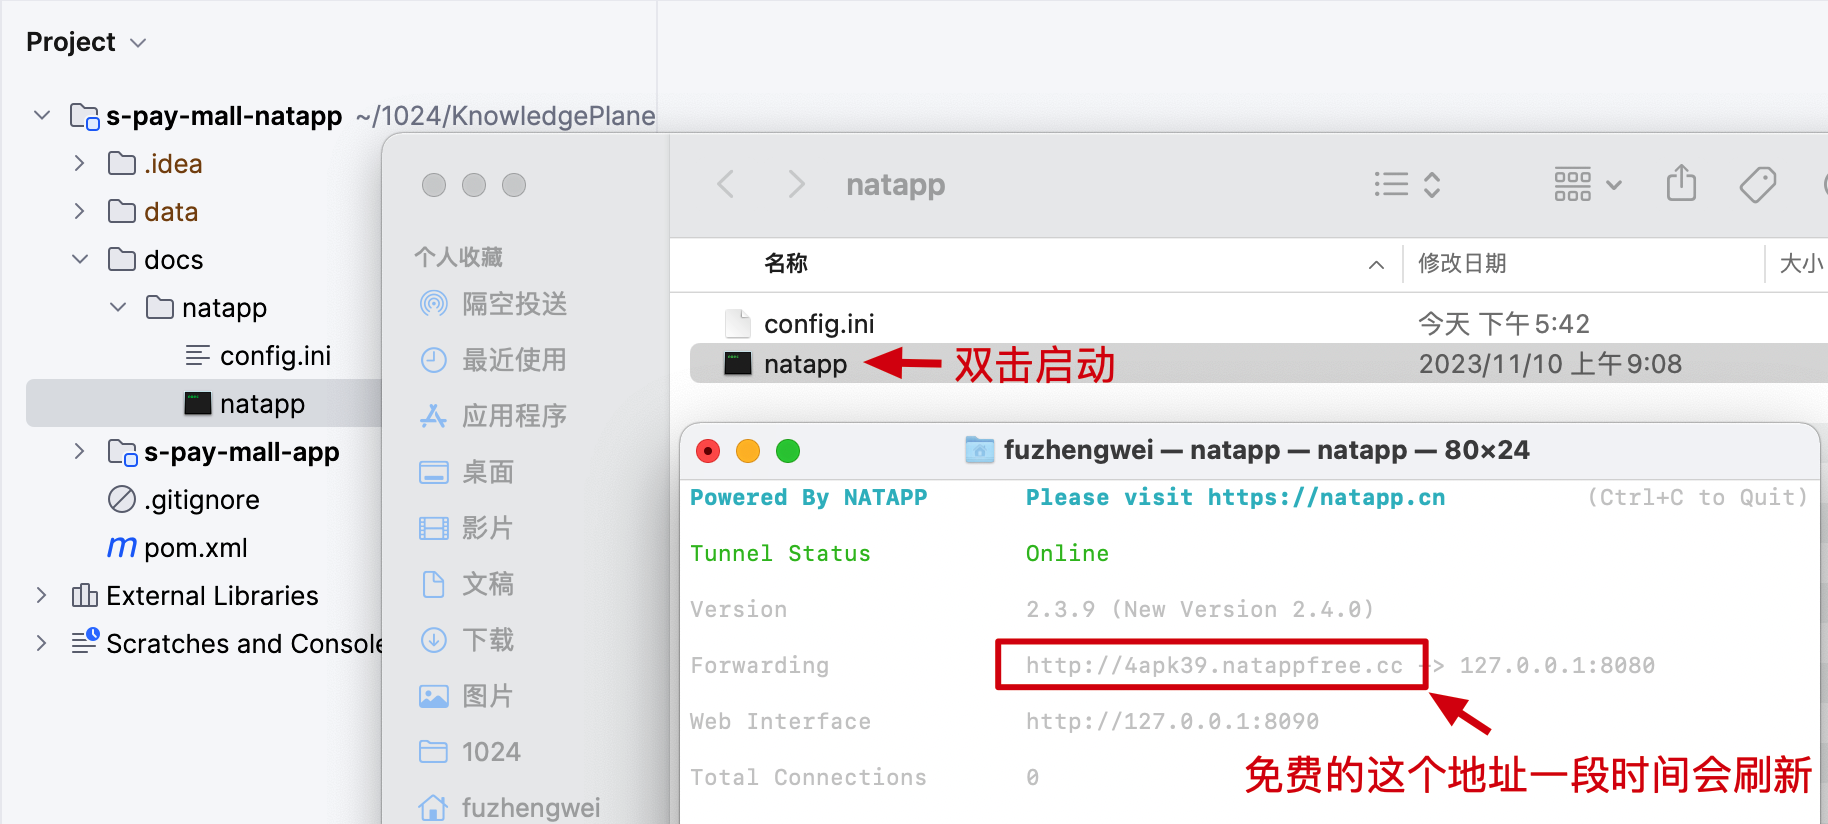 Project
s-pay-mall-natapp ~/1024/KnowledgePlane
.idea
data
docs
natapp
config.ini
natapp
s-pay-mall-app
.gitignore
pom.xml
External Libraries
Scratches and Console
natapp
个人收藏
隔空投送
最近使用
应用程序
桌面
影片
文稿
下载
图片
1024
fuzhengwei
名称 修改日期 大小
config.ini 今天 下午5:42
natapp 双击启动 2023/11/10 上午9:08
fuzhengwei — natapp — natapp — 80×24
Powered By NATAPP Please visit https://natapp.cn (Ctrl+C to Quit)
Tunnel Status Online
Version 2.3.9 (New Version 2.4.0)
Forwarding http://4apk39.natappfree.cc -> 127.0.0.1:8080
Web Interface http://127.0.0.1:8090
Total Connections 0
免费的这个地址一段时间会刷新